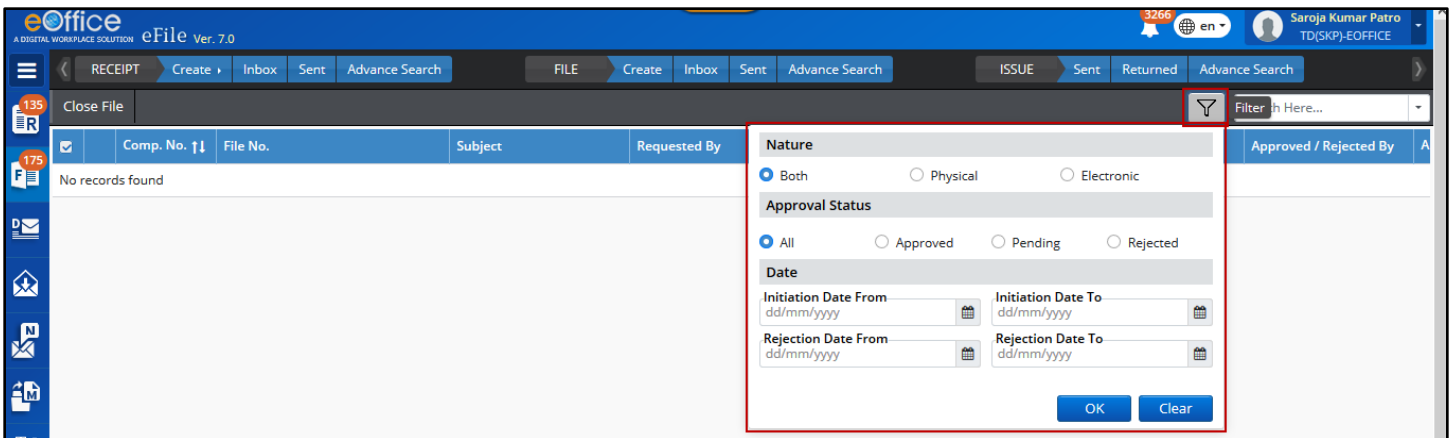 eOffice
A DIGITAL WORKPLACE SOLUTION eFile Ver. 7.0
3266 en Saroja Kumar Patro
TD(SKP)-EOFFICE
RECEIPT Create Inbox Sent Advance Search FILE Create Inbox Sent Advance Search ISSUE Sent Returned Advance Search
135 R
Close File Filter h Here...
Comp. No. File No. Subject Requested By Approved / Rejected By A
175 F
No records found
Nature
Both Physical Electronic
Approval Status
D
All Approved Pending Rejected
Date
Initiation Date From Initiation Date To
dd/mm/yyyy dd/mm/yyyy
N
Rejection Date From Rejection Date To
dd/mm/yyyy dd/mm/yyyy
M
OK Clear